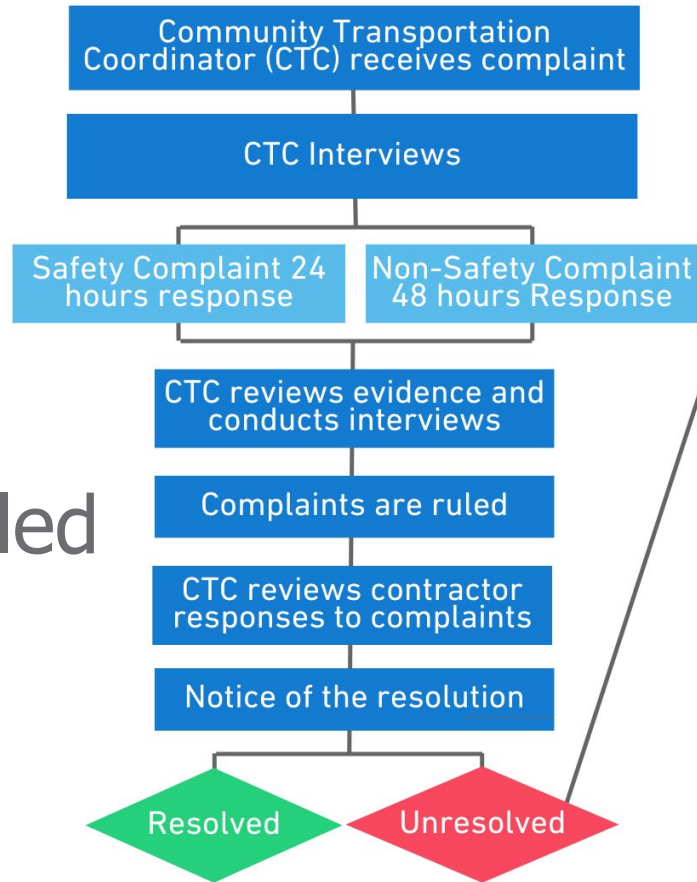 Community Transportation
Coordinator (CTC) receives complaint
CTC Interviews
Safety Complaint 24
hours response
Non-Safety Complaint
48 hours Response
CTC reviews evidence and
conducts interviews
Complaints are ruled
CTC reviews contractor
responses to complaints
Notice of the resolution
Resolved
Unresolved